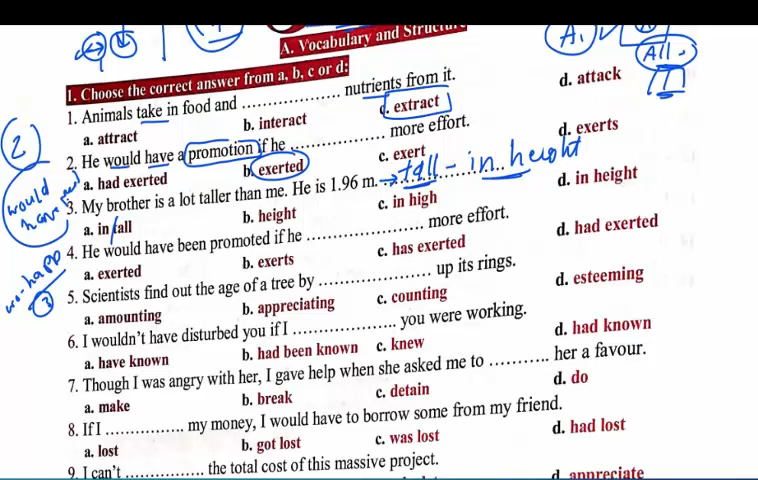 A. Vocabulary and Structure
A.
All.
1. Choose the correct answer from a, b, c or d:
1. Animals take in food and .................... nutrients from it.
a. attract b. interact c. extract d. attack
2. He would have a promotion if he .................... more effort.
a. had exerted b. exerted c. exert d. exerts
2
would
3. My brother is a lot taller than me. He is 1.96 m. .................... tall - in height
a. in tall b. height c. in high d. in height
4. He would have been promoted if he .................... more effort.
a. exerted b. exerts c. has exerted d. had exerted
3
5. Scientists find out the age of a tree by .................... up its rings.
a. amounting b. appreciating c. counting d. esteeming
6. I wouldn't have disturbed you if I .................... you were working.
a. have known b. had been known c. knew d. had known
7. Though I was angry with her, I gave help when she asked me to .......... her a favour.
a. make b. break c. detain d. do
8. If I ............... my money, I would have to borrow some from my friend.
a. lost b. got lost c. was lost d. had lost
9. I can't ............... the total cost of this massive project.
d. appreciate